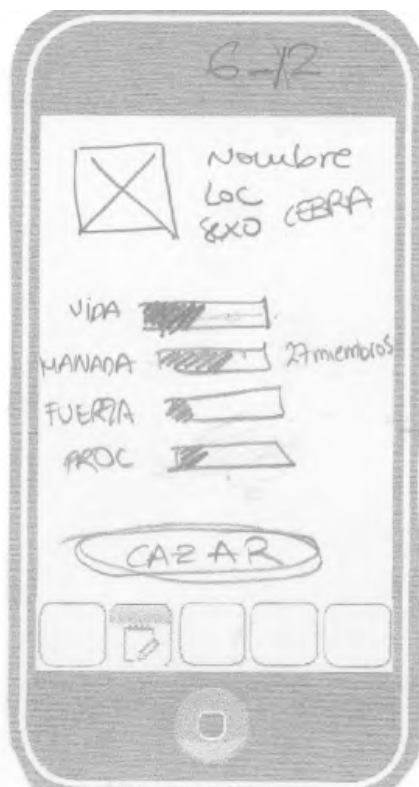 6-12
Nombre
LOC
SEXO CEBRA
VIDA
MANADA 27 miembros
FUERZA
PROC
CAZAR